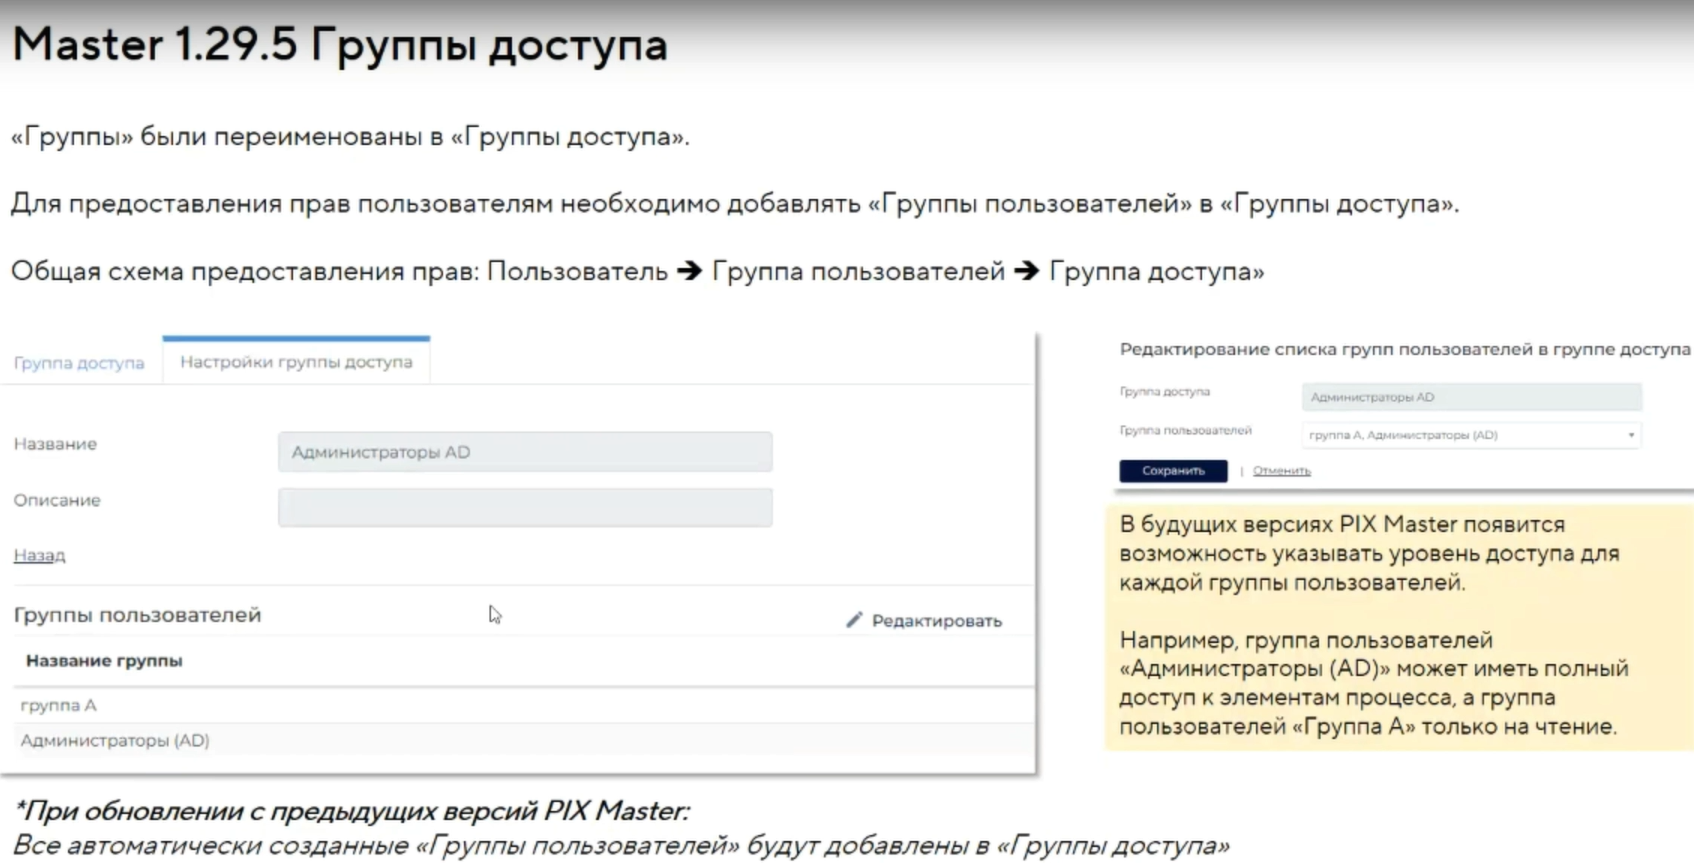 Master 1.29.5 Группы доступа
«Группы» были переименованы в «Группы доступа».
Для предоставления прав пользователям необходимо добавлять «Группы пользователей» в «Группы доступа».
Общая схема предоставления прав: Пользователь ➔ Группа пользователей ➔ Группа доступа»
Группа доступа
Настройки группы доступа
Название
Администраторы AD
Описание
Назад
Группы пользователей
Редактировать
Название группы
группа А
Администраторы (AD)
Редактирование списка групп пользователей в группе доступа
Группа доступа
Администраторы AD
Группа пользователей
группа А, Администраторы (AD)
Сохранить | Отменить
В будущих версиях PIX Master появится
возможность указывать уровень доступа для
каждой группы пользователей.
Например, группа пользователей
«Администраторы (AD)» может иметь полный
доступ к элементам процесса, а группа
пользователей «Группа А» только на чтение.
*При обновлении с предыдущих версий PIX Master:
Все автоматически созданные «Группы пользователей» будут добавлены в «Группы доступа»